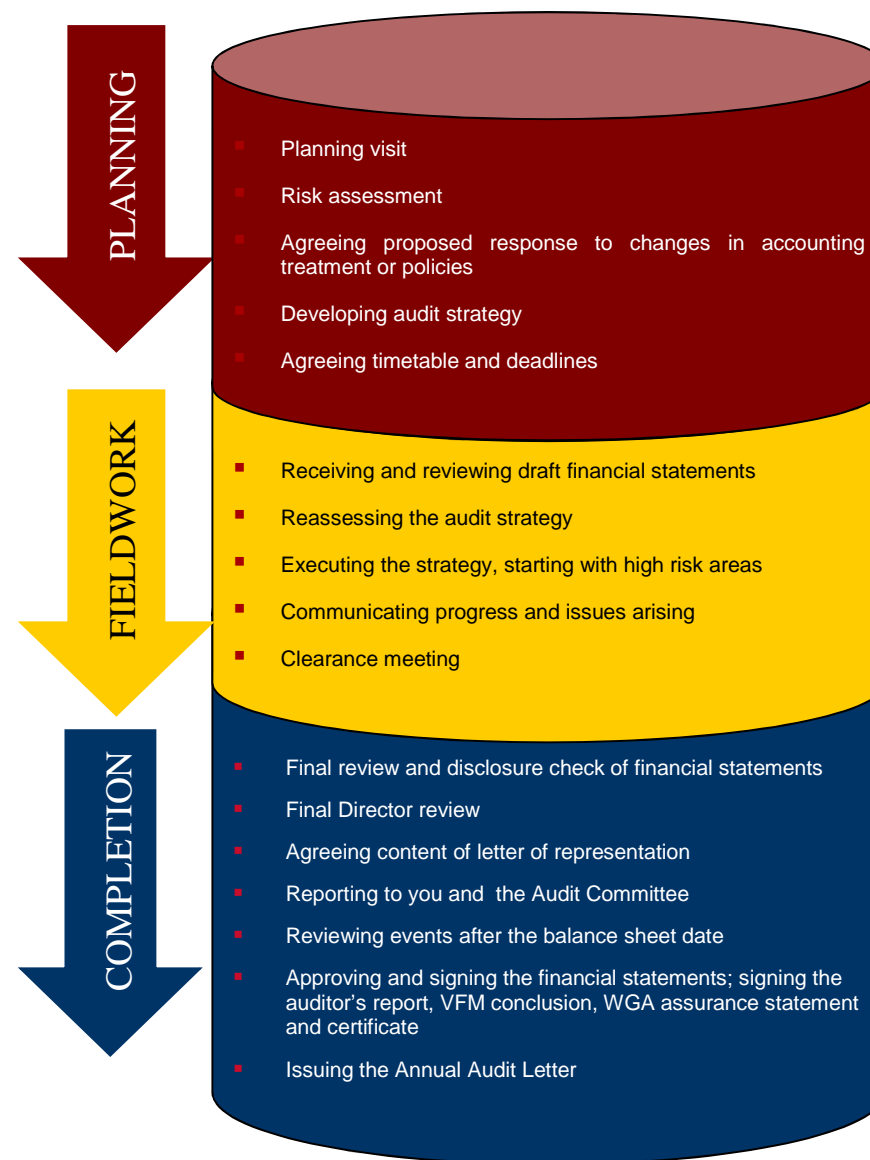 PLANNING
Planning visit
Risk assessment
Agreeing proposed response to changes in accounting
treatment or policies
Developing audit strategy
Agreeing timetable and deadlines
FIELDWORK
Receiving and reviewing draft financial statements
Reassessing the audit strategy
Executing the strategy, starting with high risk areas
Communicating progress and issues arising
Clearance meeting
COMPLETION
Final review and disclosure check of financial statements
Final Director review
Agreeing content of letter of representation
Reporting to you and the Audit Committee
Reviewing events after the balance sheet date
Approving and signing the financial statements; signing the
auditor's report, VFM conclusion, WGA assurance statement
and certificate
Issuing the Annual Audit Letter